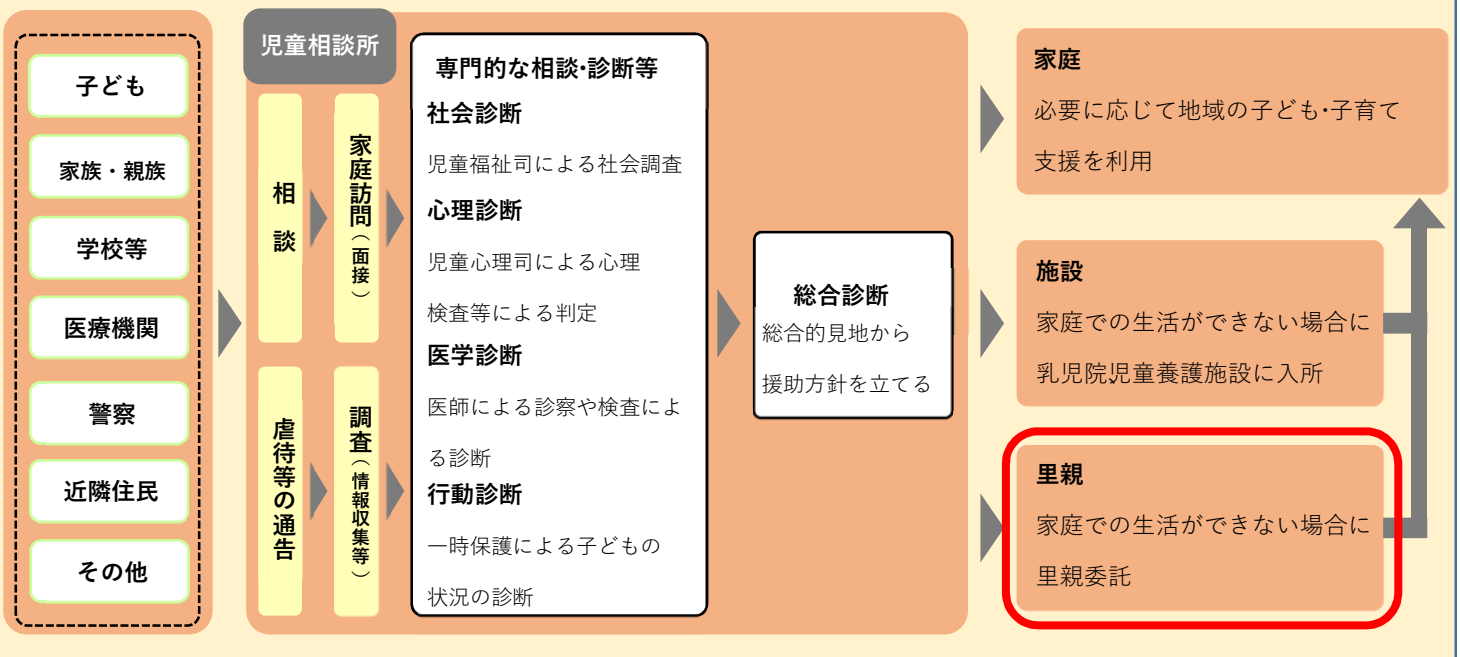 子ども
家族・親族
学校等
医療機関
警察
近隣住民
その他
児童相談所
相談
家庭訪問(面接)
虐待等の通告
調査(情報収集等)
専門的な相談・診断等
社会診断
児童福祉司による社会調査
心理診断
児童心理司による心理
検査等による判定
医学診断
医師による診察や検査によ
る診断
行動診断
一時保護による子どもの
状況の診断
総合診断
総合的見地から
援助方針を立てる
家庭
必要に応じて地域の子ども・子育て
支援を利用
施設
家庭での生活ができない場合に
乳児院児童養護施設に入所
里親
家庭での生活ができない場合に
里親委託